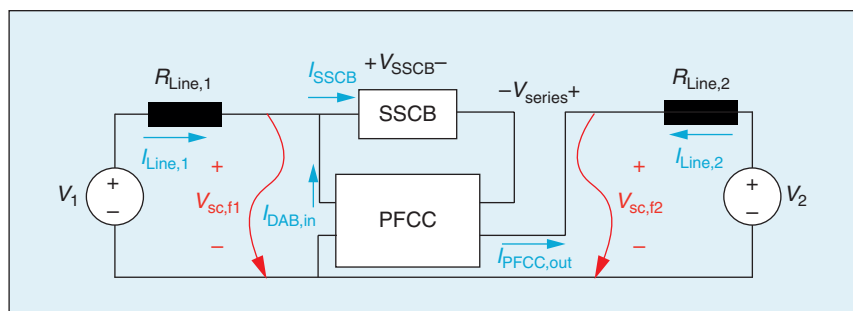 +V_SSCB−
I_SSCB
R_Line,1
R_Line,2
−V_series+
SSCB
I_Line,1
I_Line,2
+
+
V_1
+
−
V_sc,f1
I_DAB,in
PFCC
V_sc,f2
+
−
V_2
−
−
I_PFCC,out